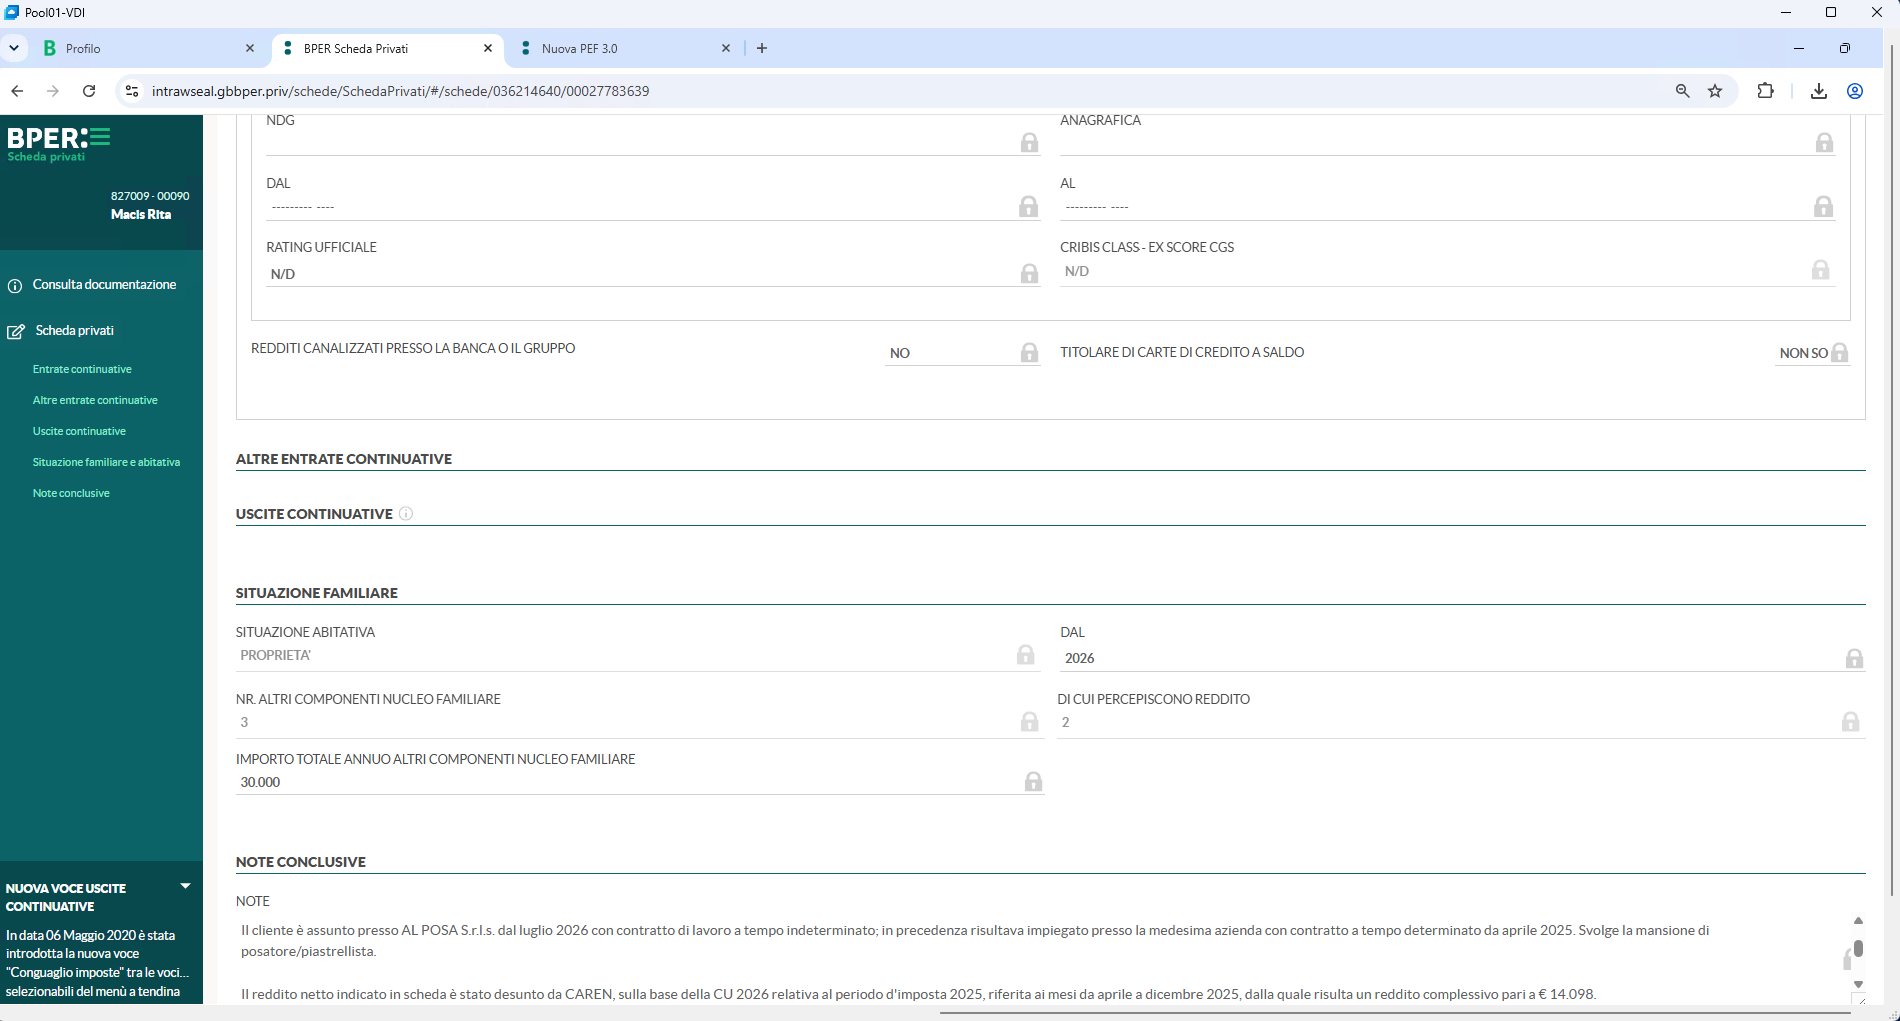 Pool01-VDI
Profilo
BPER Scheda Privati
Nuova PEF 3.0
intrawseal.gbbper.priv/schede/SchedaPrivati/#/schede/036214640/00027783639
BPER:
Scheda privati
827009 - 00090
Macis Rita
Consulta documentazione
Scheda privati
Entrate continuative
Altre entrate continuative
Uscite continuative
Situazione familiare e abitativa
Note conclusive
NUOVA VOCE USCITE
CONTINUATIVE
In data 06 Maggio 2020 è stata
introdotta la nuova voce
"Conguaglio imposte" tra le voci...
selezionabili del menù a tendina
NDG
ANAGRAFICA
DAL
AL
--------- ----
--------- ----
RATING UFFICIALE
CRIBIS CLASS - EX SCORE CGS
N/D
N/D
REDDITI CANALIZZATI PRESSO LA BANCA O IL GRUPPO
NO
TITOLARE DI CARTE DI CREDITO A SALDO
NON SO
ALTRE ENTRATE CONTINUATIVE
USCITE CONTINUATIVE
SITUAZIONE FAMILIARE
SITUAZIONE ABITATIVA
DAL
PROPRIETA'
2026
NR. ALTRI COMPONENTI NUCLEO FAMILIARE
DI CUI PERCEPISCONO REDDITO
3
2
IMPORTO TOTALE ANNUO ALTRI COMPONENTI NUCLEO FAMILIARE
30.000
NOTE CONCLUSIVE
NOTE
Il cliente è assunto presso AL POSA S.r.l.s. dal luglio 2026 con contratto di lavoro a tempo indeterminato; in precedenza risultava impiegato presso la medesima azienda con contratto a tempo determinato da aprile 2025. Svolge la mansione di
posatore/piastrellista.
Il reddito netto indicato in scheda è stato desunto da CAREN, sulla base della CU 2026 relativa al periodo d'imposta 2025, riferita ai mesi da aprile a dicembre 2025, dalla quale risulta un reddito complessivo pari a € 14.098.